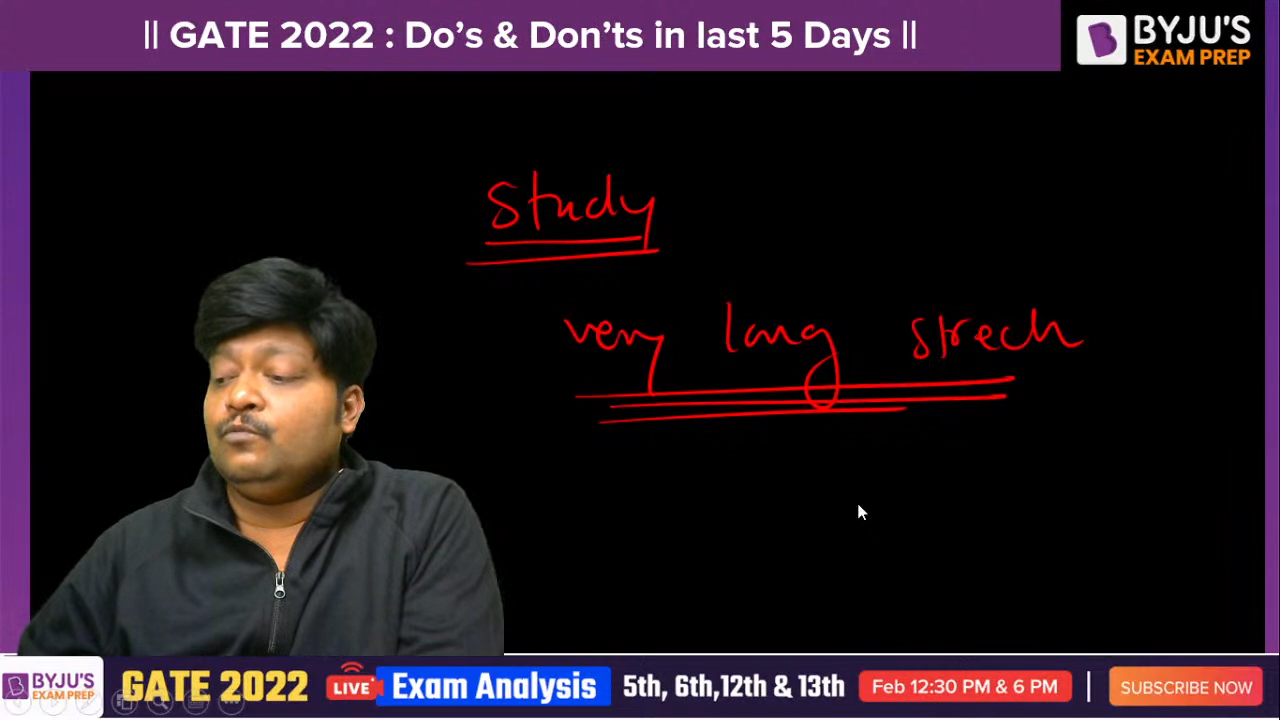 || GATE 2022 : Do’s & Don’ts in last 5 Days ||
BYJU'S
EXAM PREP
Study
very long strech
BYJU'S
EXAM PREP
GATE 2022 LIVE Exam Analysis 5th, 6th,12th & 13th Feb 12:30 PM & 6 PM | SUBSCRIBE NOW